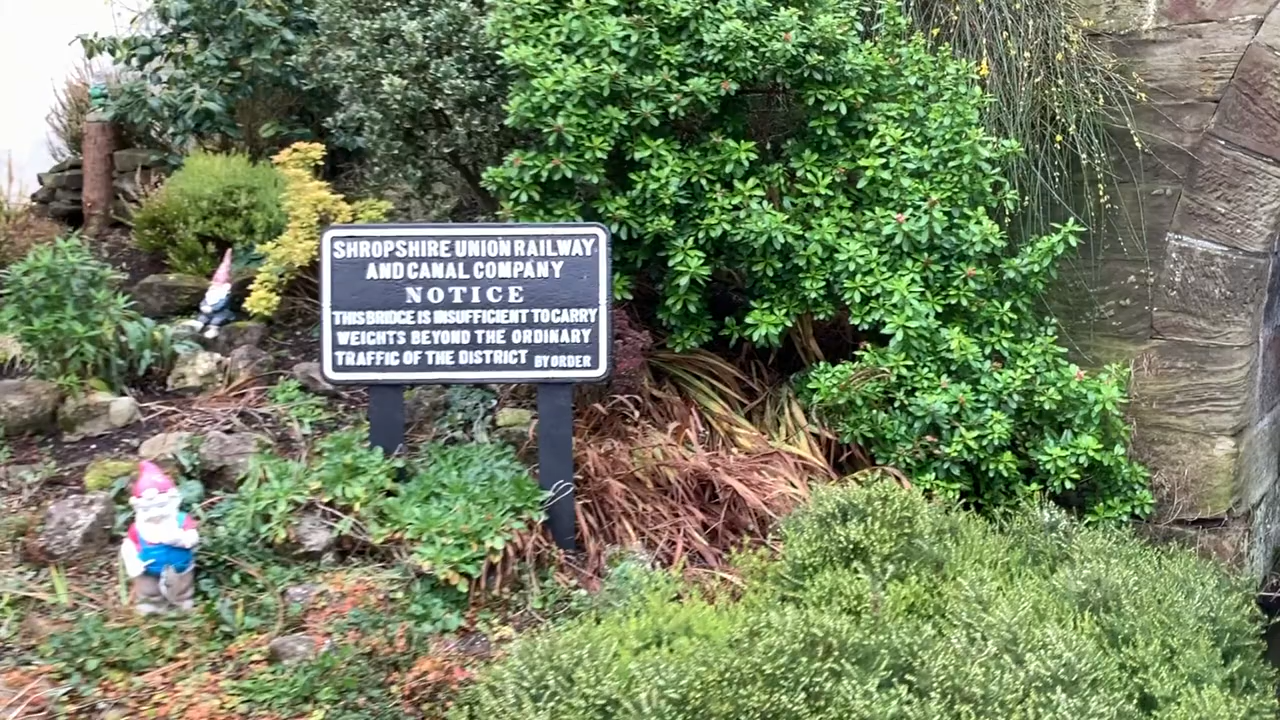 SHROPSHIRE UNION RAILWAY
AND CANAL COMPANY
NOTICE
THIS BRIDGE IS INSUFFICIENT TO CARRY
WEIGHTS BEYOND THE ORDINARY
TRAFFIC OF THE DISTRICT BY ORDER